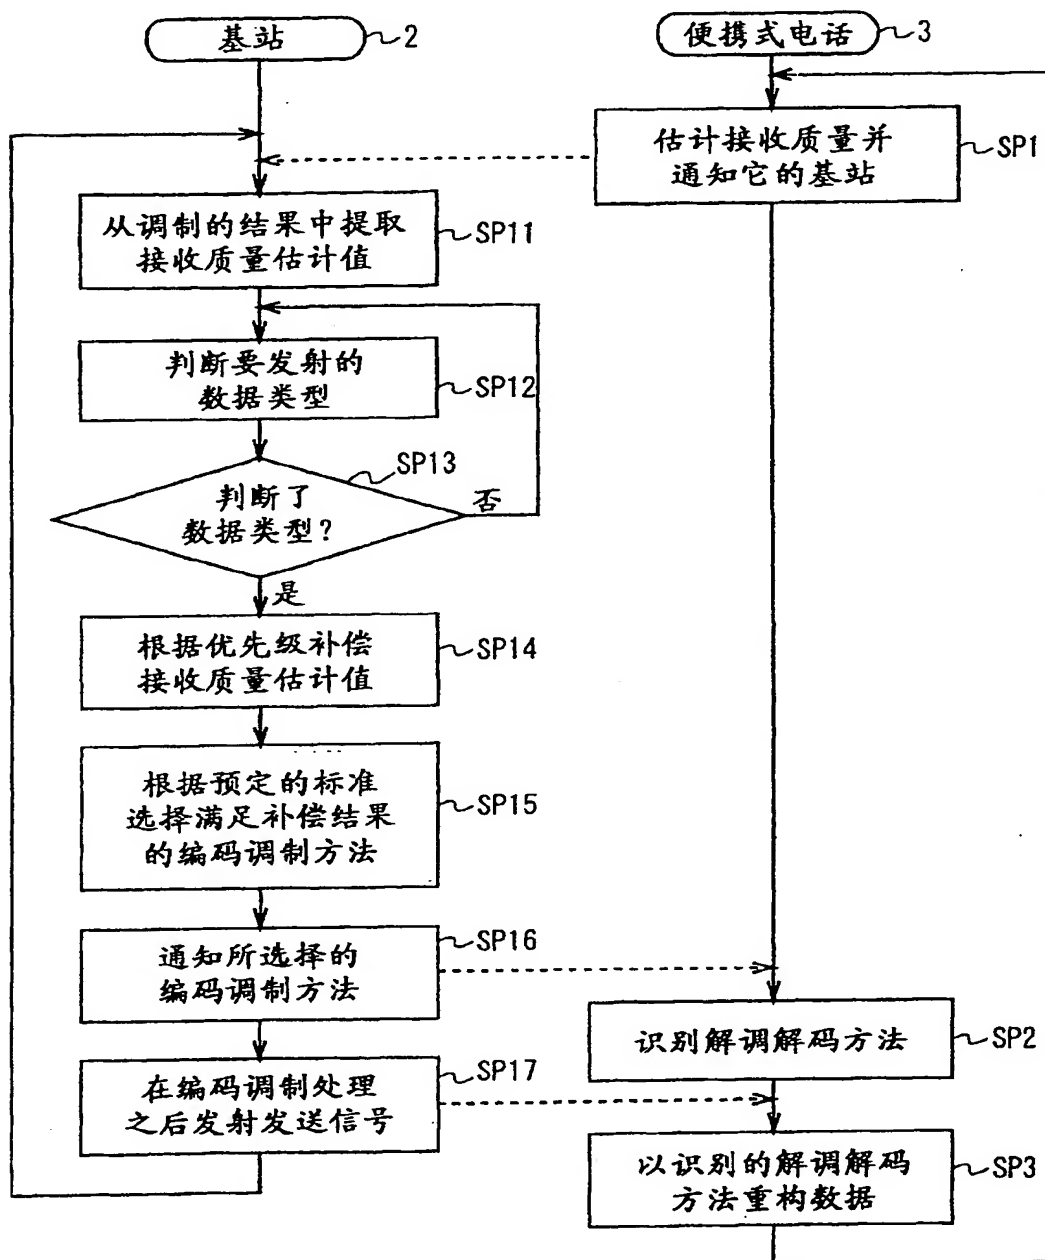 基站
2
便携式电话
3
估计接收质量并
通知它的基站
SP1
从调制的结果中提取
接收质量估计值
SP11
判断要发射的
数据类型
SP12
SP13
判断了
数据类型?
否
是
根据优先级补偿
接收质量估计值
SP14
根据预定的标准
选择满足补偿结果
的编码调制方法
SP15
通知所选择的
编码调制方法
SP16
识别解调解码方法
SP2
在编码调制处理
之后发射发送信号
SP17
以识别的解调解码
方法重构数据
SP3